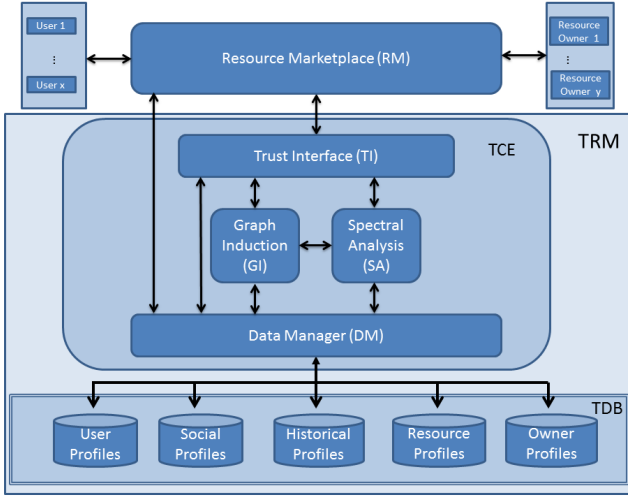 User 1
⋮
User x
Resource Marketplace (RM)
Resource
Owner 1
⋮
Resource
Owner y
TRM
TCE
Trust Interface (TI)
Graph
Induction
(GI)
Spectral
Analysis
(SA)
Data Manager (DM)
TDB
User
Profiles
Social
Profiles
Historical
Profiles
Resource
Profiles
Owner
Profiles